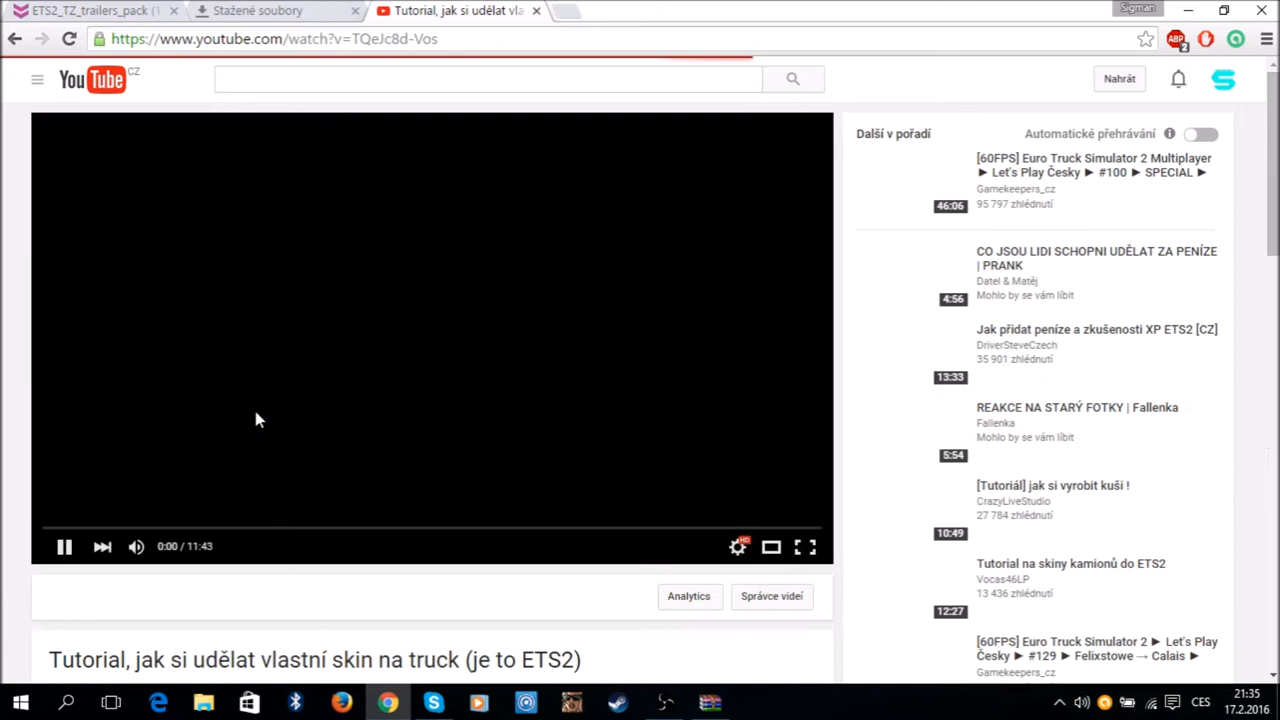 ETS2_TZ_trailers_pack (1
Stažené soubory
Tutorial, jak si udělat vla
Sigman
https://www.youtube.com/watch?v=TQeJc8d-Vos
ABP
2
YouTube CZ
Nahrát
Další v pořadí
Automatické přehrávání
[60FPS] Euro Truck Simulator 2 Multiplayer
► Let's Play Česky ► #100 ► SPECIAL ►
Gamekeepers_cz
95 797 zhlédnutí
46:06
CO JSOU LIDI SCHOPNI UDĚLAT ZA PENÍZE
| PRANK
Datel & Matěj
Mohlo by se vám líbit
4:56
Jak přidat peníze a zkušenosti XP ETS2 [CZ]
DriverSteveCzech
35 901 zhlédnutí
13:33
REAKCE NA STARÝ FOTKY | Fallenka
Fallenka
Mohlo by se vám líbit
5:54
[Tutoriál] jak si vyrobit kuši !
CrazyLiveStudio
27 784 zhlédnutí
10:49
Tutorial na skiny kamionů do ETS2
Vocas46LP
13 436 zhlédnutí
12:27
[60FPS] Euro Truck Simulator 2 ► Let's Play
Česky ► #129 ► Felixstowe → Calais ►
Gamekeepers_cz
0:00 / 11:43
HD
Analytics
Správce videí
Tutorial, jak si udělat vlastní skin na truck (je to ETS2)
CES
21:35
17.2.2016